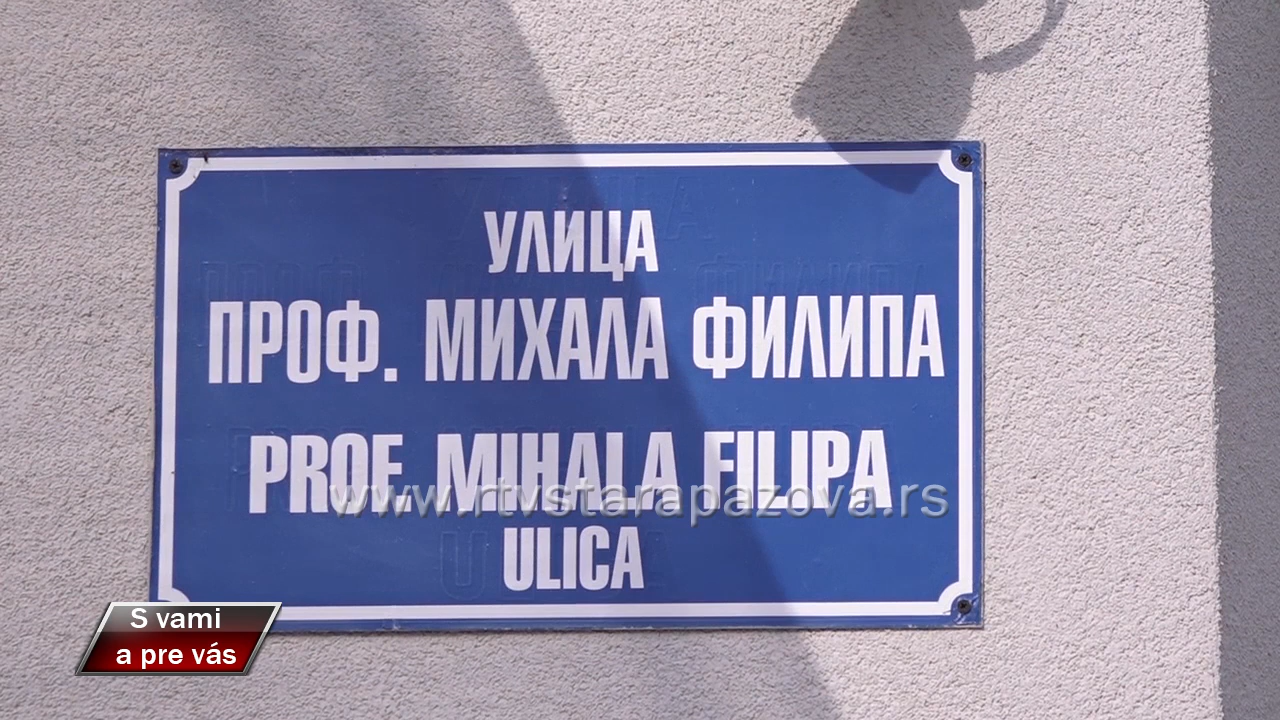 УЛИЦА
ПРОФ. МИХАЛА ФИЛИПА
PROF. MIHALA FILIPA
www.rtvstarapazova.rs
ULICA
S vami
a pre vás